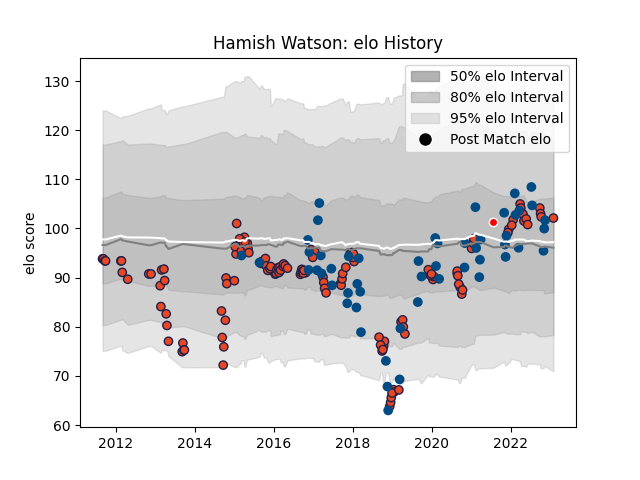 Hamish Watson: elo History
50% elo Interval
80% elo Interval
95% elo Interval
Post Match elo
elo score
130
120
110
100
90
80
70
60
2012
2014
2016
2018
2020
2022